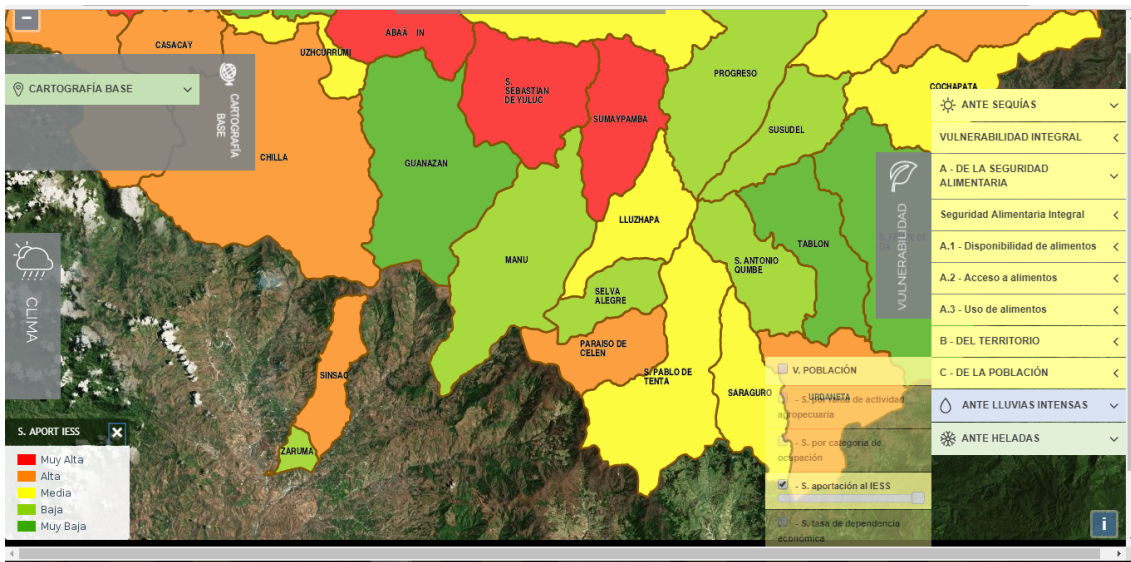 ABAÁ IN
CASACAY
UZHCURRUMI
S.
SEBASTIAN
DE YULUC
PROGRESO
COCHAPATA
CARTOGRAFÍA BASE
CARTOGRAFÍA
BASE
SUMAYPAMBA
SUSUDEL
CHILLA
GUANAZAN
LLUZHAPA
TABLON
MANU
S. ANTONIO
QUMBE
SELVA
ALEGRE
PARAISO DE
CELEN
S. PABLO DE
TENTA
SINSAO
SARAGURO
URDANETA
ZARUMA
CLIMA
VULNERABILIDAD
ANTE SEQUÍAS
VULNERABILIDAD INTEGRAL
A - DE LA SEGURIDAD
ALIMENTARIA
Seguridad Alimentaria Integral
A.1 - Disponibilidad de alimentos
A.2 - Acceso a alimentos
A.3 - Uso de alimentos
B - DEL TERRITORIO
C - DE LA POBLACIÓN
ANTE LLUVIAS INTENSAS
ANTE HELADAS
V. POBLACIÓN
- S. por rama de actividad
agropecuaria
- S. por categoría de
ocupación
- S. aportación al IESS
- S. tasa de dependencia
económica
S. APORT IESS
Muy Alta
Alta
Media
Baja
Muy Baja
i